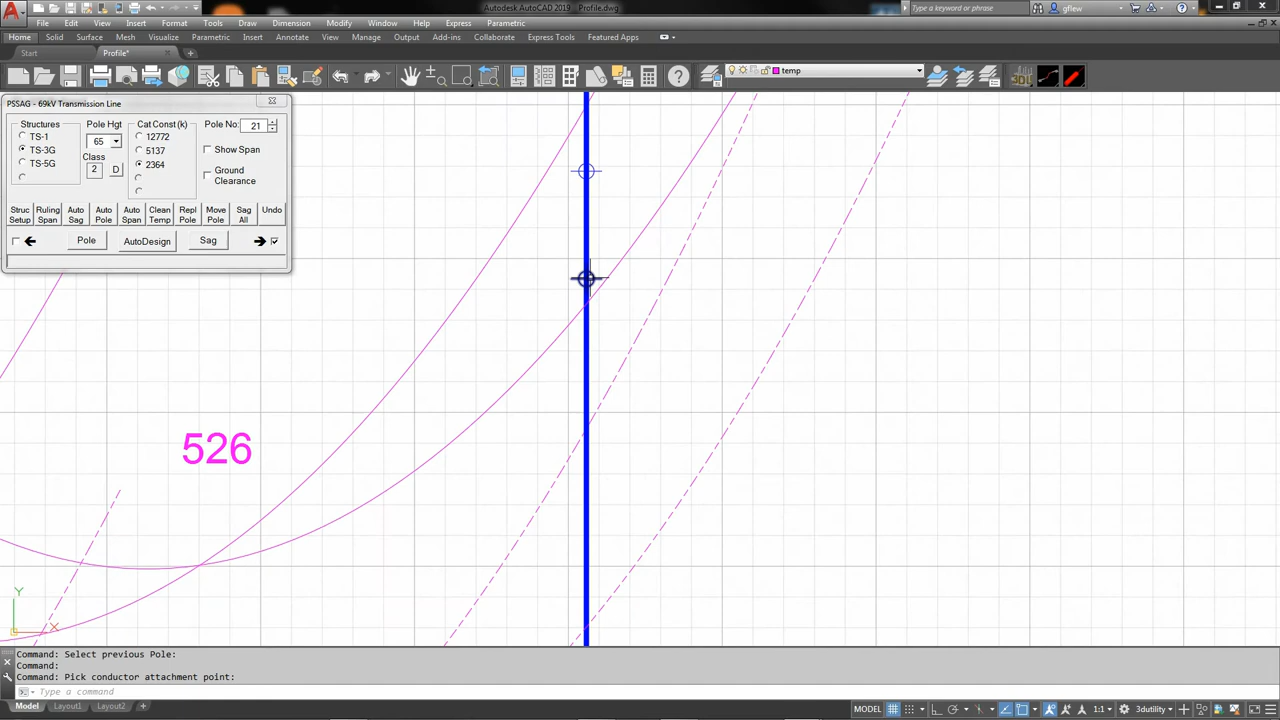 Autodesk AutoCAD 2019 Profile.dwg
Type a keyword or phrase
gflew
File Edit View Insert Format Tools Draw Dimension Modify Window Help Express Parametric
Home Solid Surface Mesh Visualize Parametric Insert Annotate View Manage Output Add-ins Collaborate Express Tools Featured Apps
Start Profile*
temp
PSSAG - 69kV Transmission Line
Structures Pole Hgt Cat Const (k) Pole No: 21
TS-1 65 12772
TS-3G Class 5137 Show Span
TS-5G 2 D 2364 Ground
Clearance
Struc Ruling Auto Auto Auto Clean Repl Move Sag Undo
Setup Span Sag Pole Span Temp Pole Pole All
Pole AutoDesign Sag
526
Y
X
Command: Select previous Pole:
Command:
Command: Pick conductor attachment point:
Type a command
Model Layout1 Layout2 +
MODEL 1:1 3dutility